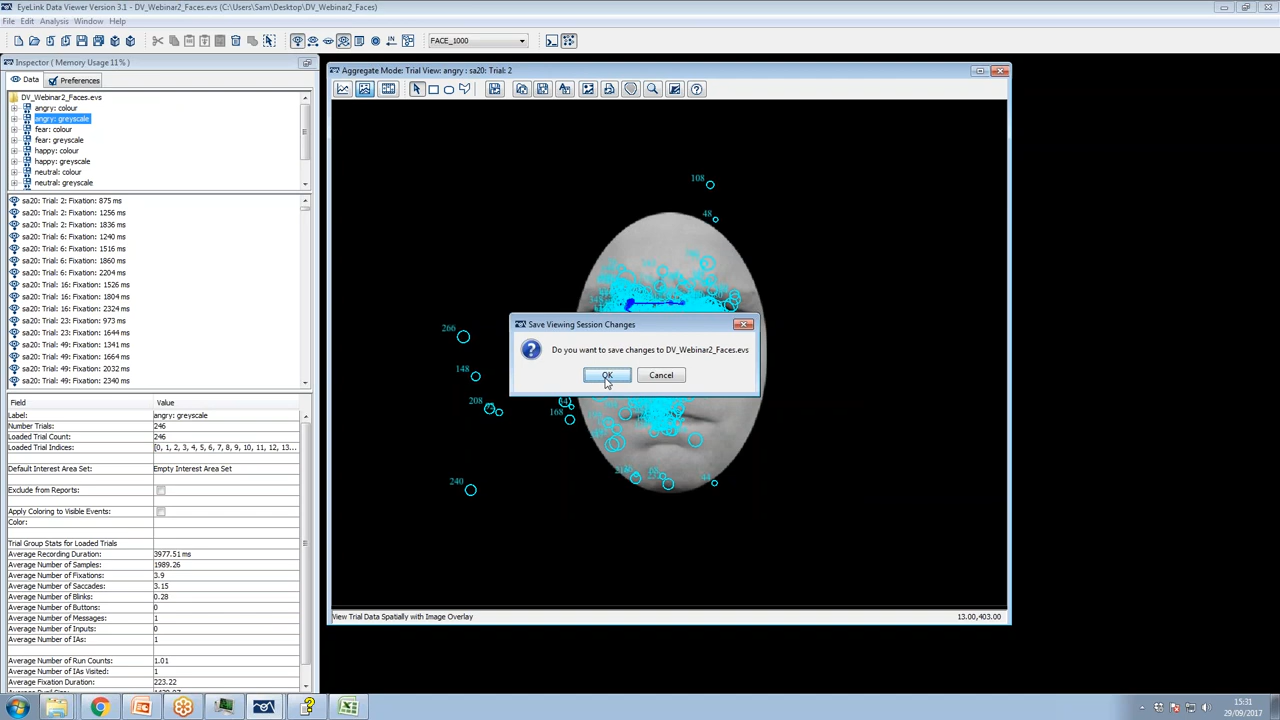 EyeLink Data Viewer Version 3.1 - DV_Webinar2_Faces.evs (C:\Users\Sam\Desktop\DV_Webinar2_Faces)
File Edit Analysis Window Help
FACE_1000
Inspector ( Memory Usage 11% )
Data Preferences
DV_Webinar2_Faces.evs
angry: colour
angry: greyscale
fear: colour
fear: greyscale
happy: colour
happy: greyscale
neutral: colour
neutral: greyscale
sa20: Trial: 2: Fixation: 875 ms
sa20: Trial: 2: Fixation: 1256 ms
sa20: Trial: 2: Fixation: 1836 ms
sa20: Trial: 6: Fixation: 1240 ms
sa20: Trial: 6: Fixation: 1516 ms
sa20: Trial: 6: Fixation: 1860 ms
sa20: Trial: 6: Fixation: 2204 ms
sa20: Trial: 16: Fixation: 1526 ms
sa20: Trial: 16: Fixation: 1804 ms
sa20: Trial: 16: Fixation: 2324 ms
sa20: Trial: 23: Fixation: 973 ms
sa20: Trial: 23: Fixation: 1644 ms
sa20: Trial: 49: Fixation: 1341 ms
sa20: Trial: 49: Fixation: 1664 ms
sa20: Trial: 49: Fixation: 2032 ms
sa20: Trial: 49: Fixation: 2340 ms
Field Value
Label: angry: greyscale
Number Trials: 246
Loaded Trial Count: 246
Loaded Trial Indices: [0, 1, 2, 3, 4, 5, 6, 7, 8, 9, 10, 11, 12, 13...
Default Interest Area Set: Empty Interest Area Set
Exclude from Reports:
Apply Coloring to Visible Events:
Color:
Trial Group Stats for Loaded Trials
Average Recording Duration: 3977.51 ms
Average Number of Samples: 1989.26
Average Number of Fixations: 3.9
Average Number of Saccades: 3.15
Average Number of Blinks: 0.28
Average Number of Buttons: 0
Average Number of Messages: 1
Average Number of Inputs: 0
Average Number of IAs: 1
Average Number of Run Counts: 1.01
Average Number of IAs Visited: 1
Average Fixation Duration: 223.22
Aggregate Mode: Trial View: angry : sa20: Trial: 2
108
48
266
148
208
168
240
44
Save Viewing Session Changes
Do you want to save changes to DV_Webinar2_Faces.evs
OK Cancel
View Trial Data Spatially with Image Overlay 13.00,403.00
15:31
29/09/2017